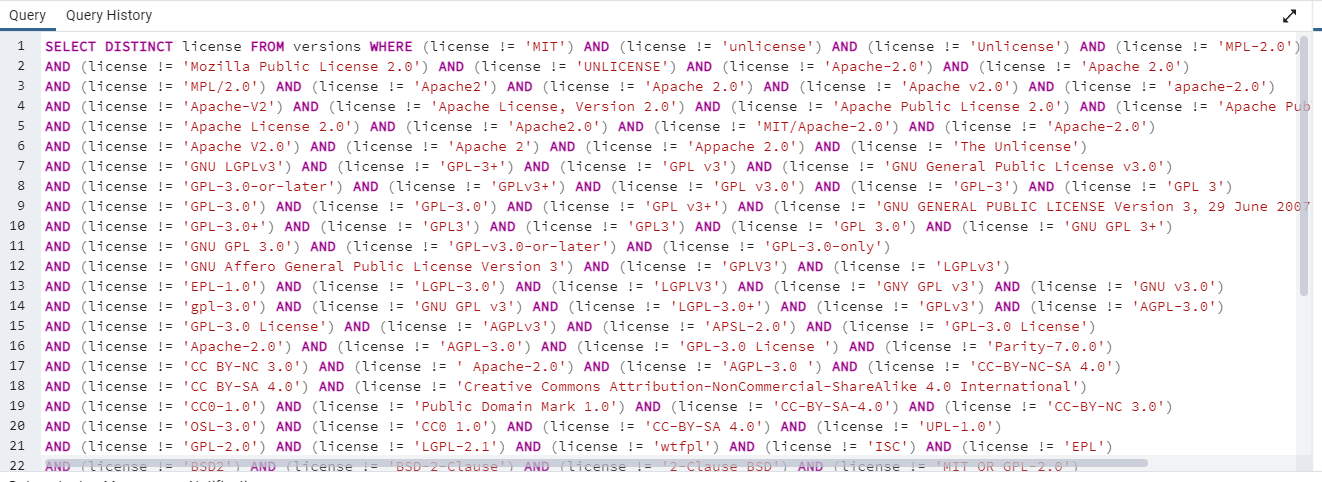 Query Query History
1 SELECT DISTINCT license FROM versions WHERE (license != 'MIT') AND (license != 'unlicense') AND (license != 'Unlicense') AND (license != 'MPL-2.0')
2 AND (license != 'Mozilla Public License 2.0') AND (license != 'UNLICENSE') AND (license != 'Apache-2.0') AND (license != 'Apache 2.0')
3 AND (license != 'MPL/2.0') AND (license != 'Apache2') AND (license != 'Apache 2.0') AND (license != 'Apache v2.0') AND (license != 'apache-2.0')
4 AND (license != 'Apache-V2') AND (license != 'Apache License, Version 2.0') AND (license != 'Apache Public License 2.0') AND (license != 'Apache Pub
5 AND (license != 'Apache License 2.0') AND (license != 'Apache2.0') AND (license != 'MIT/Apache-2.0') AND (license != 'Apache-2.0')
6 AND (license != 'Apache V2.0') AND (license != 'Apache 2') AND (license != 'Appache 2.0') AND (license != 'The Unlicense')
7 AND (license != 'GNU LGPLv3') AND (license != 'GPL-3+') AND (license != 'GPL v3') AND (license != 'GNU General Public License v3.0')
8 AND (license != 'GPL-3.0-or-later') AND (license != 'GPLv3+') AND (license != 'GPL v3.0') AND (license != 'GPL-3') AND (license != 'GPL 3')
9 AND (license != 'GPL-3.0') AND (license != 'GPL-3.0') AND (license != 'GPL v3+') AND (license != 'GNU GENERAL PUBLIC LICENSE Version 3, 29 June 2007
10 AND (license != 'GPL-3.0+') AND (license != 'GPL3') AND (license != 'GPL3') AND (license != 'GPL 3.0') AND (license != 'GNU GPL 3+')
11 AND (license != 'GNU GPL 3.0') AND (license != 'GPL-v3.0-or-later') AND (license != 'GPL-3.0-only')
12 AND (license != 'GNU Affero General Public License Version 3') AND (license != 'GPLV3') AND (license != 'LGPLv3')
13 AND (license != 'EPL-1.0') AND (license != 'LGPL-3.0') AND (license != 'LGPLV3') AND (license != 'GNY GPL v3') AND (license != 'GNU v3.0')
14 AND (license != 'gpl-3.0') AND (license != 'GNU GPL v3') AND (license != 'LGPL-3.0+') AND (license != 'GPLv3') AND (license != 'AGPL-3.0')
15 AND (license != 'GPL-3.0 License') AND (license != 'AGPLv3') AND (license != 'APSL-2.0') AND (license != 'GPL-3.0 License')
16 AND (license != 'Apache-2.0') AND (license != 'AGPL-3.0') AND (license != 'GPL-3.0 License ') AND (license != 'Parity-7.0.0')
17 AND (license != 'CC BY-NC 3.0') AND (license != ' Apache-2.0') AND (license != 'AGPL-3.0 ') AND (license != 'CC-BY-NC-SA 4.0')
18 AND (license != 'CC BY-SA 4.0') AND (license != 'Creative Commons Attribution-NonCommercial-ShareAlike 4.0 International')
19 AND (license != 'CC0-1.0') AND (license != 'Public Domain Mark 1.0') AND (license != 'CC-BY-SA-4.0') AND (license != 'CC-BY-NC 3.0')
20 AND (license != 'OSL-3.0') AND (license != 'CC0 1.0') AND (license != 'CC-BY-SA 4.0') AND (license != 'UPL-1.0')
21 AND (license != 'GPL-2.0') AND (license != 'LGPL-2.1') AND (license != 'wtfpl') AND (license != 'ISC') AND (license != 'EPL')
22 AND (license != 'BSD2') AND (license != 'BSD-2-Clause') AND (license != '2-Clause BSD') AND (license != 'MIT OR GPL-2.0')